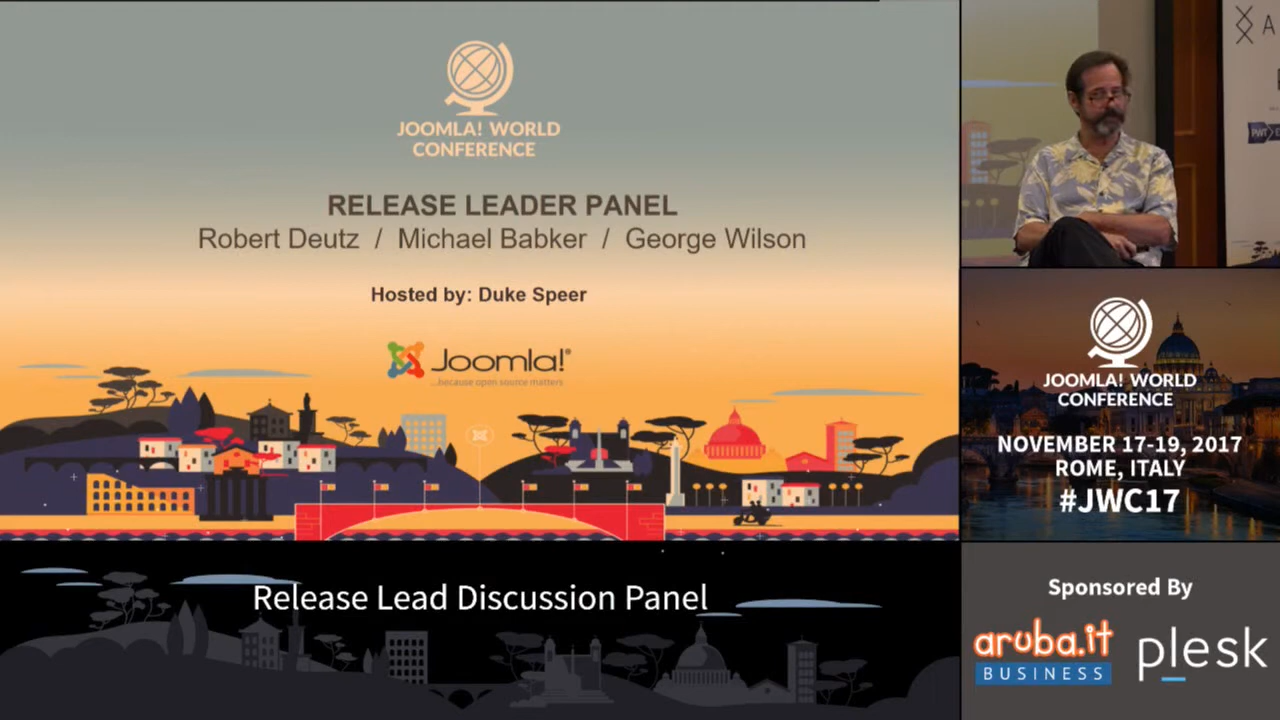 JOOMLA! WORLD
CONFERENCE
RELEASE LEADER PANEL
Robert Deutz / Michael Babker / George Wilson
Hosted by: Duke Speer
Joomla!®
...because open source matters
Release Lead Discussion Panel
JOOMLA! WORLD
CONFERENCE
NOVEMBER 17-19, 2017
ROME, ITALY
#JWC17
Sponsored By
aruba.it
BUSINESS
plesk